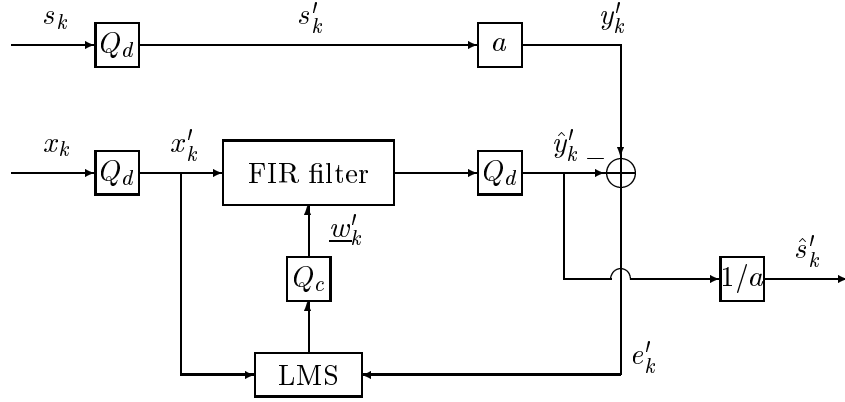 s_k s'_k y'_k
Q_d a
x_k x'_k ŷ'_k −
Q_d FIR filter Q_d
w'_k
ŝ'_k
Q_c 1/a
e'_k
LMS